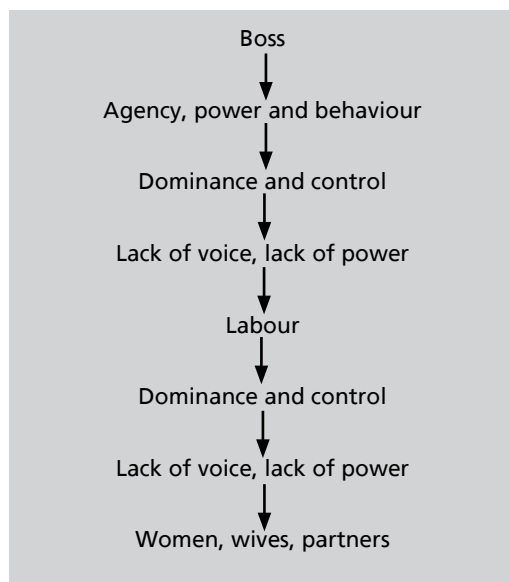 Boss
Agency, power and behaviour
Dominance and control
Lack of voice, lack of power
Labour
Dominance and control
Lack of voice, lack of power
Women, wives, partners